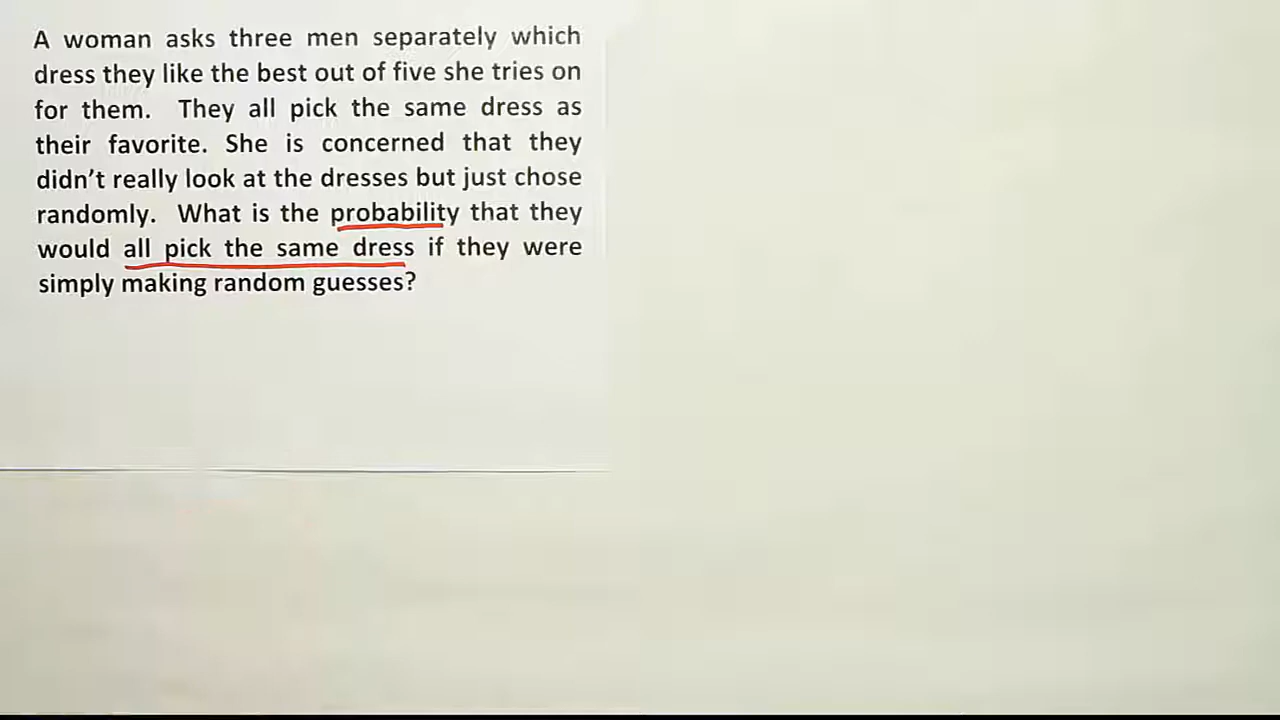 A woman asks three men separately which
dress they like the best out of five she tries on
for them. They all pick the same dress as
their favorite. She is concerned that they
didn't really look at the dresses but just chose
randomly. What is the probability that they
would all pick the same dress if they were
simply making random guesses?